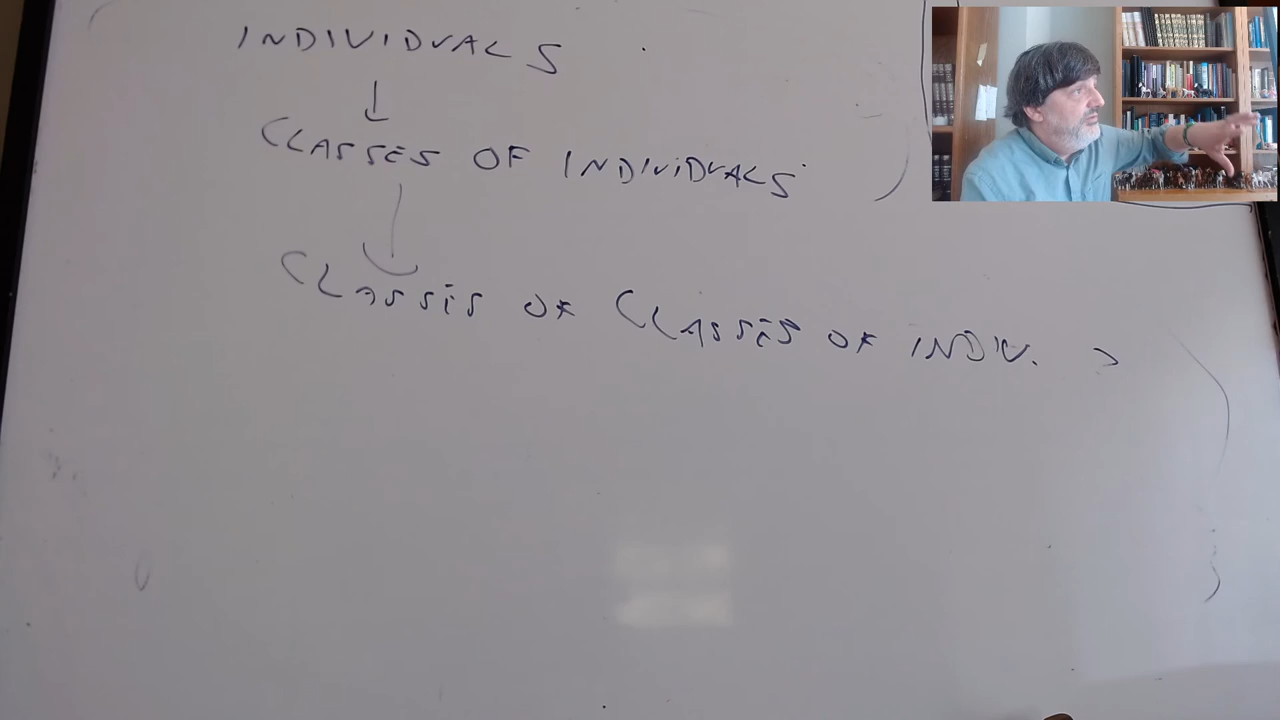 INDIVIDUALS
CLASSES OF INDIVIDUALS
CLASSES OF CLASSES OF INDIV.